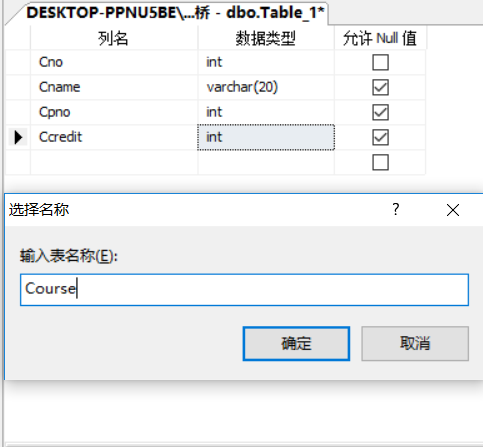 DESKTOP-PPNU5BE\...桥 - dbo.Table_1*
列名 数据类型 允许 Null 值
Cno int
Cname varchar(20)
Cpno int
Ccredit int
选择名称 ?
输入表名称(E):
Course
确定 取消